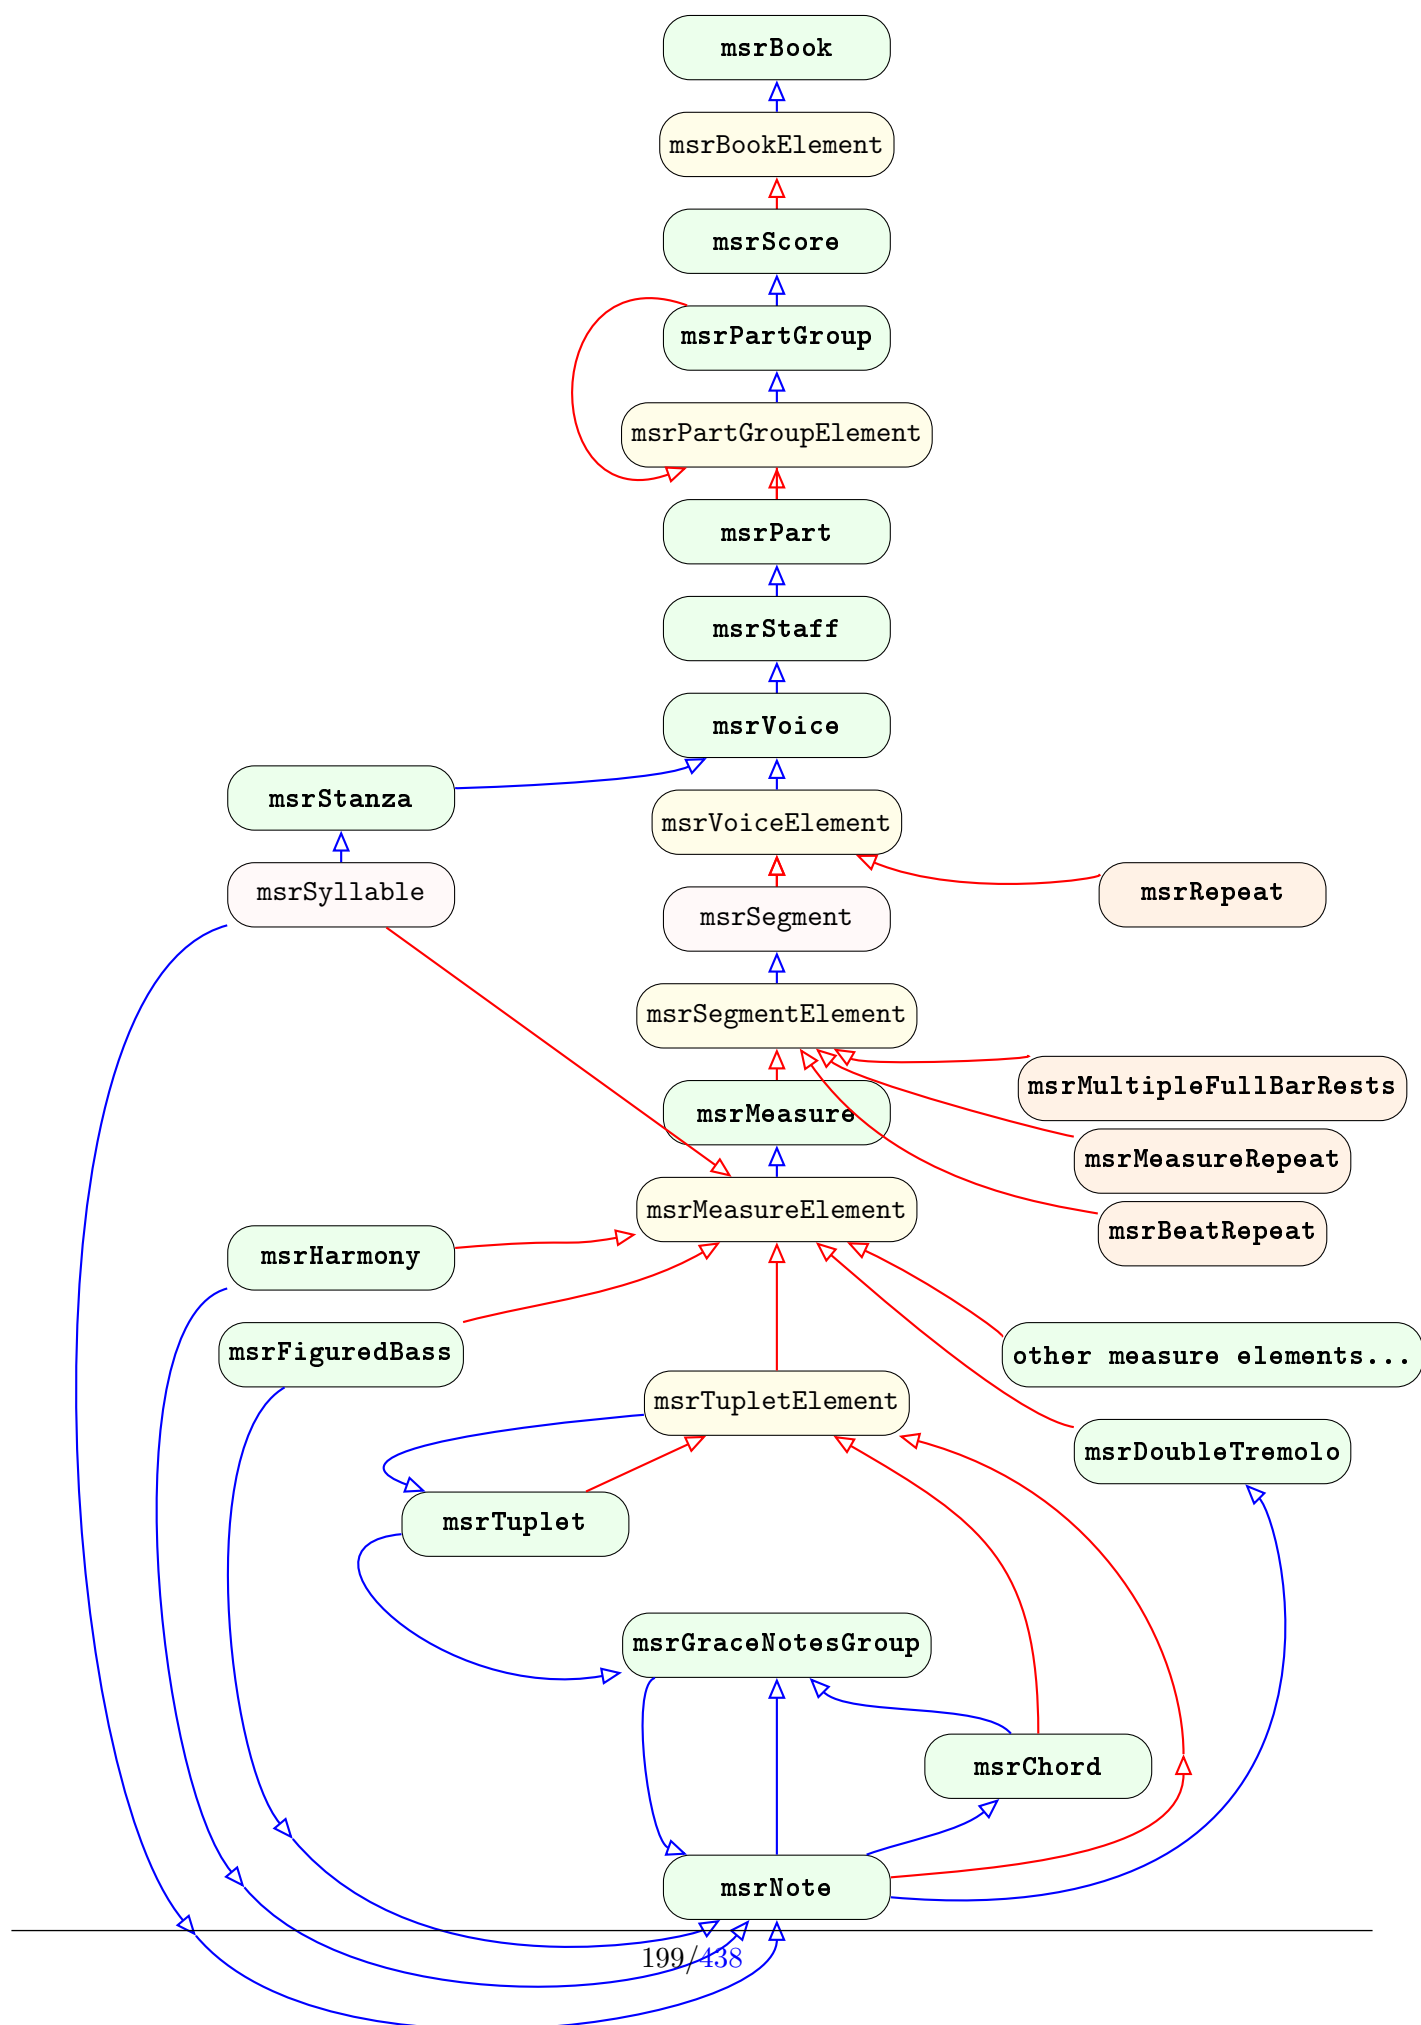 msrBook
msrBookElement
msrScore
msrPartGroup
msrPartGroupElement
msrPart
msrStaff
msrVoice
msrStanza
msrVoiceElement
msrSyllable
msrRepeat
msrSegment
msrSegmentElement
msrMultipleFullBarRests
msrMeasure
msrMeasureRepeat
msrMeasureElement
msrBeatRepeat
msrHarmony
msrFiguredBass
other measure elements...
msrTupletElement
msrDoubleTremolo
msrTuplet
msrGraceNotesGroup
msrChord
msrNote
199/438